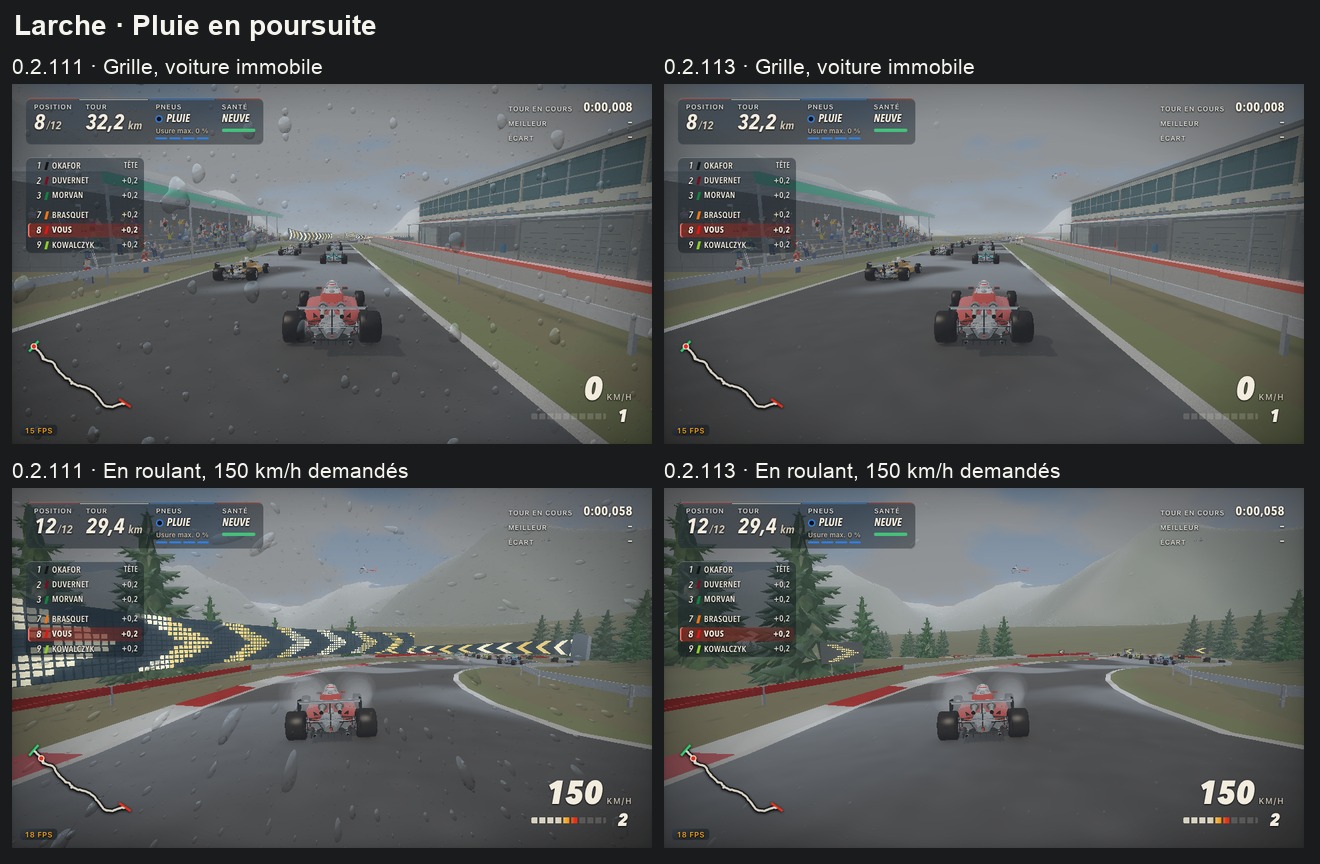 Larche · Pluie en poursuite
0.2.111 · Grille, voiture immobile
POSITION TOUR PNEUS SANTÉ
8/12 32,2 km PLUIE NEUVE
Usure max. 0 %
TOUR EN COURS 0:00,008
MEILLEUR –
ÉCART –
1 OKAFOR TÊTE
2 DUVERNET +0,2
3 MORVAN +0,2
7 BRASQUET +0,2
8 VOUS +0,2
9 KOWALCZYK +0,2
0 KM/H
1
15 FPS
0.2.113 · Grille, voiture immobile
POSITION TOUR PNEUS SANTÉ
8/12 32,2 km PLUIE NEUVE
Usure max. 0 %
TOUR EN COURS 0:00,008
MEILLEUR –
ÉCART –
1 OKAFOR TÊTE
2 DUVERNET +0,2
3 MORVAN +0,2
7 BRASQUET +0,2
8 VOUS +0,2
9 KOWALCZYK +0,2
0 KM/H
1
15 FPS
0.2.111 · En roulant, 150 km/h demandés
POSITION TOUR PNEUS SANTÉ
12/12 29,4 km PLUIE NEUVE
Usure max. 0 %
TOUR EN COURS 0:00,058
MEILLEUR –
ÉCART –
1 OKAFOR TÊTE
2 DUVERNET +0,2
3 MORVAN +0,2
7 BRASQUET +0,2
8 VOUS +0,2
9 KOWALCZYK +0,2
150 KM/H
2
18 FPS
0.2.113 · En roulant, 150 km/h demandés
POSITION TOUR PNEUS SANTÉ
12/12 29,4 km PLUIE NEUVE
Usure max. 0 %
TOUR EN COURS 0:00,058
MEILLEUR –
ÉCART –
1 OKAFOR TÊTE
2 DUVERNET +0,2
3 MORVAN +0,2
7 BRASQUET +0,2
8 VOUS +0,2
9 KOWALCZYK +0,2
150 KM/H
2
18 FPS